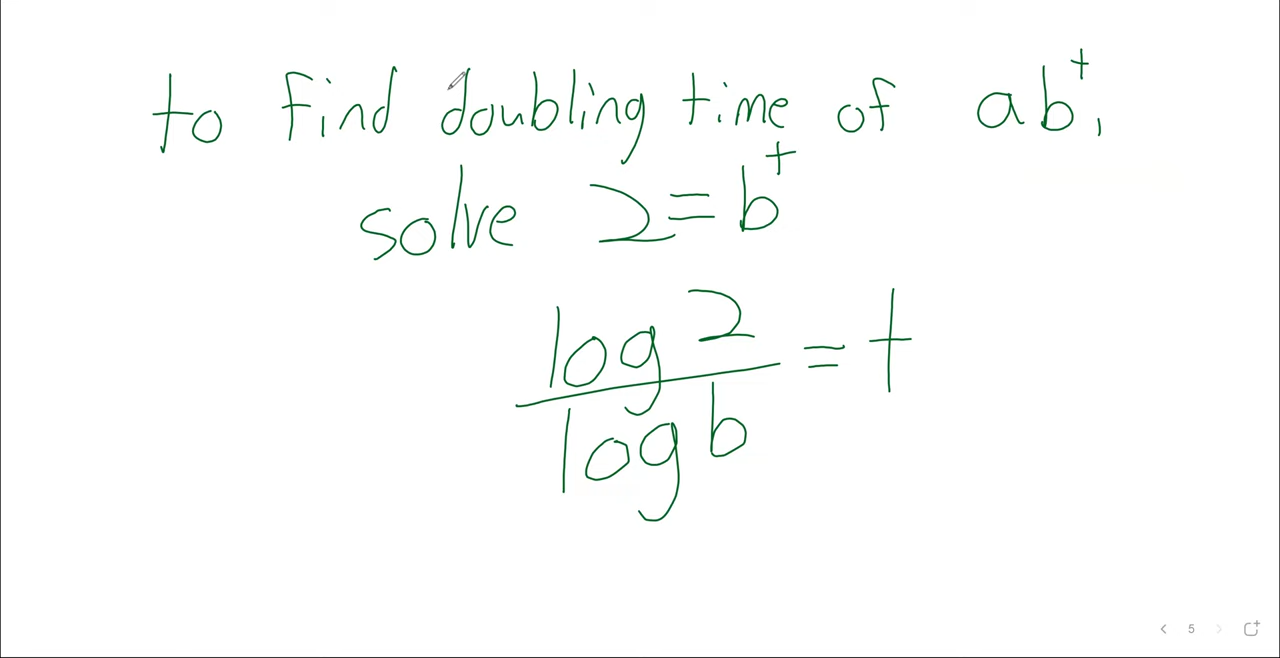 to find doubling time of ab^t,
solve 2=b^t
log 2
log b
= t
< 5 >